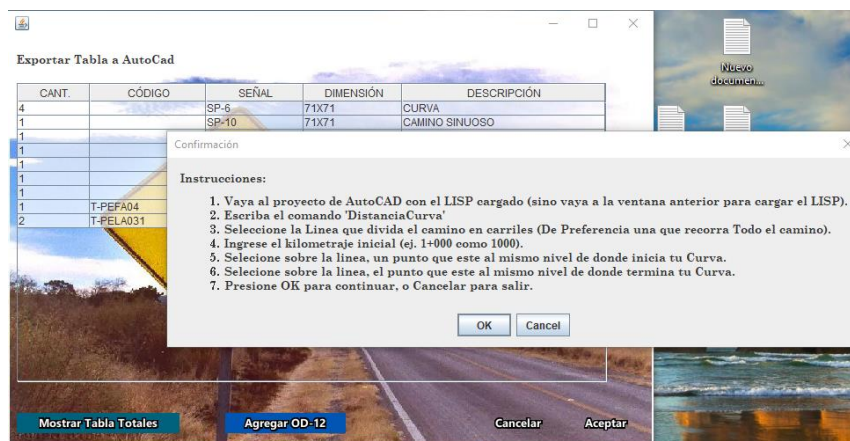 Exportar Tabla a AutoCad
CANT. CÓDIGO SEÑAL DIMENSIÓN DESCRIPCIÓN
4 SP-6 71X71 CURVA
1 SP-10 71X71 CAMINO SINUOSO
1
1
1
1
1
1 T-PEFA04
2 T-PELA031
Confirmación
Instrucciones:
1. Vaya al proyecto de AutoCAD con el LISP cargado (sino vaya a la ventana anterior para cargar el LISP).
2. Escriba el comando 'DistanciaCurva'
3. Seleccione la Linea que divida el camino en carriles (De Preferencia una que recorra Todo el camino).
4. Ingrese el kilometraje inicial (ej. 1+000 como 1000).
5. Selecione sobre la linea, un punto que este al mismo nivel de donde inicia tu Curva.
6. Selecione sobre la linea, el punto que este al mismo nivel de donde termina tu Curva.
7. Presione OK para continuar, o Cancelar para salir.
OK Cancel
Mostrar Tabla Totales Agregar OD-12 Cancelar Aceptar
Nuevo
documen...